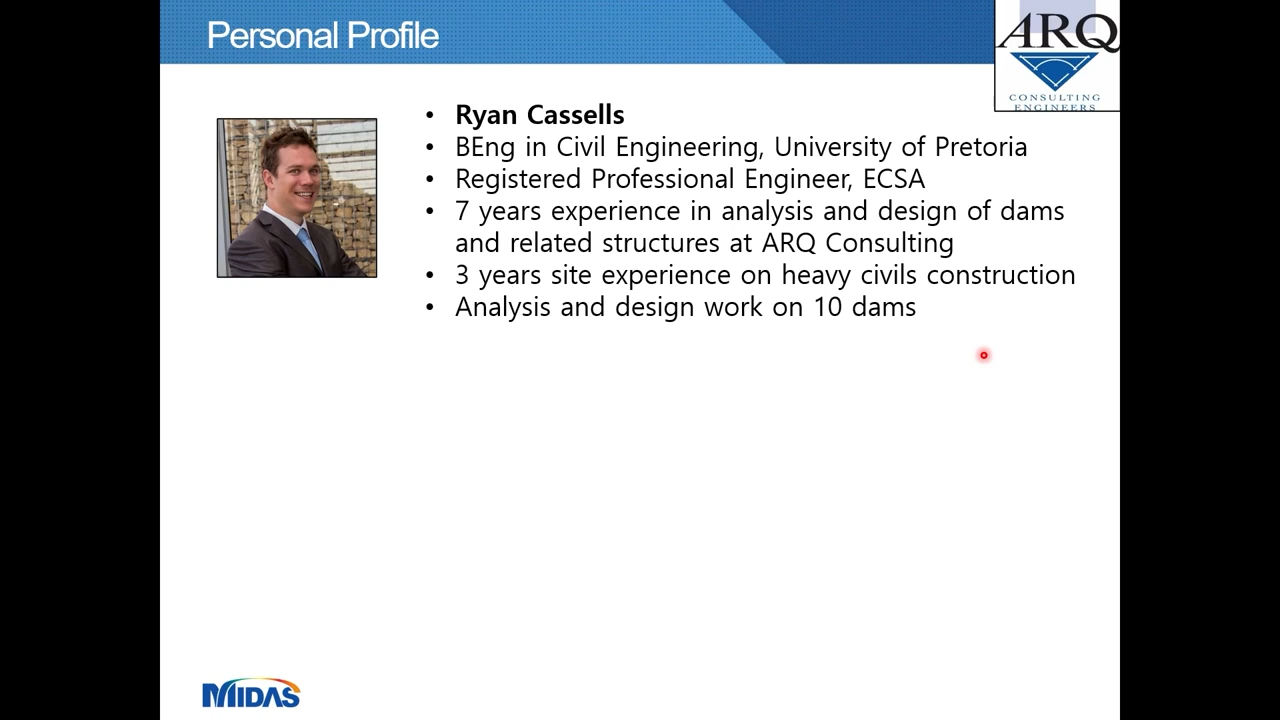 Personal Profile
ARQ
CONSULTING
ENGINEERS
• Ryan Cassells
• BEng in Civil Engineering, University of Pretoria
• Registered Professional Engineer, ECSA
• 7 years experience in analysis and design of dams
and related structures at ARQ Consulting
• 3 years site experience on heavy civils construction
• Analysis and design work on 10 dams
MIDAS